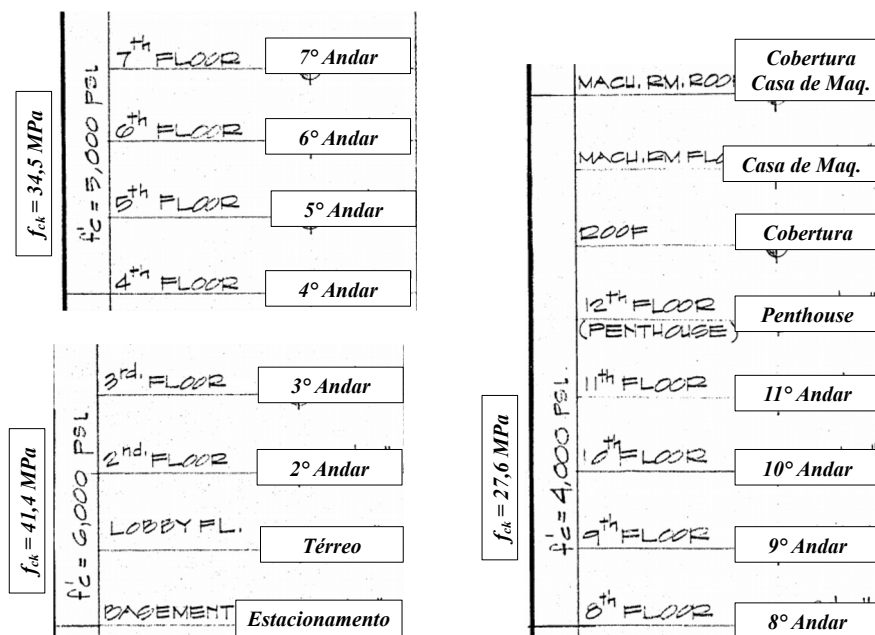 f_ck = 34,5 MPa
f'c = 5,000 PSI.
7th FLOOR
7° Andar
6th FLOOR
6° Andar
5th FLOOR
5° Andar
4th FLOOR
4° Andar
f_ck = 41,4 MPa
f'c = 6,000 PSI.
3rd. FLOOR
3° Andar
2nd. FLOOR
2° Andar
LOBBY FL.
Térreo
BASEMENT
Estacionamento
f_ck = 27,6 MPa
f'c = 4,000 PSI.
MACH. RM. ROOF
Cobertura
Casa de Maq.
MACH. RM
Casa de Maq.
ROOF
Cobertura
12th FLOOR
(PENTHOUSE)
Penthouse
11th FLOOR
11° Andar
10th FLOOR
10° Andar
9th FLOOR
9° Andar
8th FLOOR
8° Andar